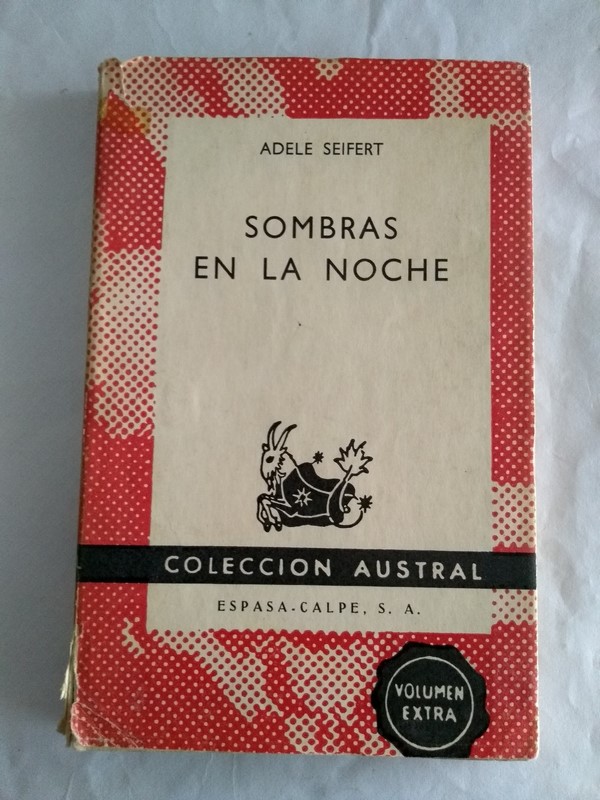 ADELE SEIFERT
SOMBRAS
EN LA NOCHE
COLECCION AUSTRAL
ESPASA-CALPE, S. A.
VOLUMEN
EXTRA